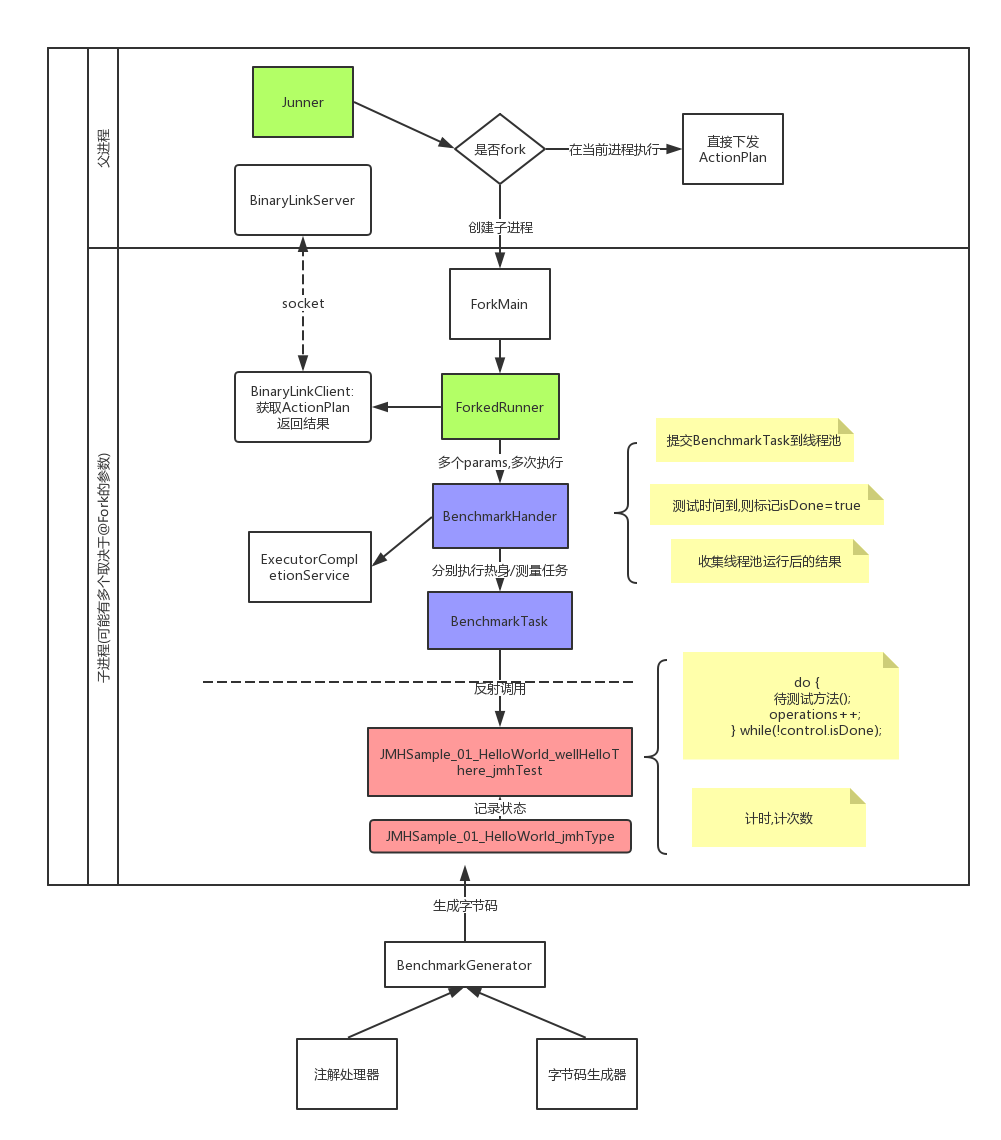 父进程
Junner
是否fork
在当前进程执行
直接下发
ActionPlan
BinaryLinkServer
创建子进程
socket
ForkMain
子进程(可能有多个取决于@Fork的参数)
BinaryLinkClient:
获取ActionPlan
返回结果
ForkedRunner
多个params,多次执行
提交BenchmarkTask到线程池
BenchmarkHander
测试时间到,则标记isDone=true
ExecutorCompl
etionService
分别执行热身/测量任务
收集线程池运行后的结果
BenchmarkTask
反射调用
do {
待测试方法();
operations++;
} while(!control.isDone);
JMHSample_01_HelloWorld_wellHelloT
here_jmhTest
记录状态
计时,计次数
JMHSample_01_HelloWorld_jmhType
生成字节码
BenchmarkGenerator
注解处理器
字节码生成器